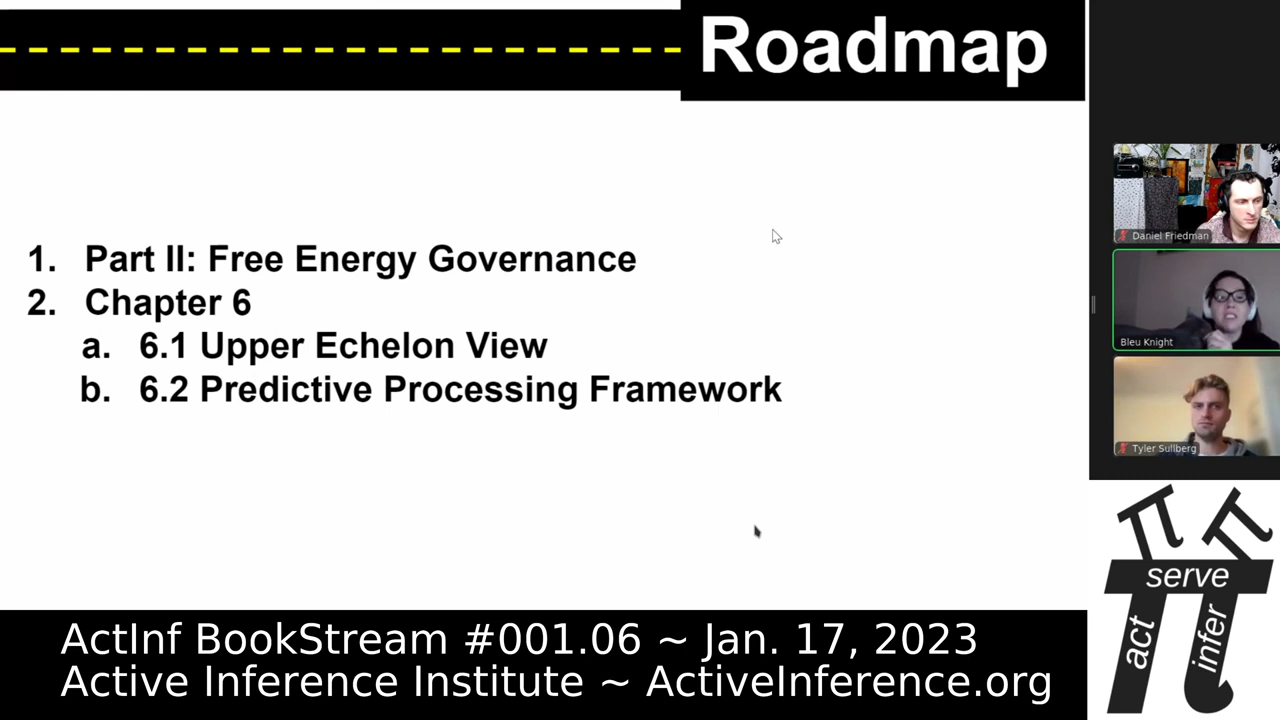 Roadmap
1. Part II: Free Energy Governance
2. Chapter 6
a. 6.1 Upper Echelon View
b. 6.2 Predictive Processing Framework
Daniel Friedman
Bleu Knight
Tyler Sullberg
π π
serve
π
act
infer
ActInf BookStream #001.06 ~ Jan. 17, 2023
Active Inference Institute ~ ActiveInference.org